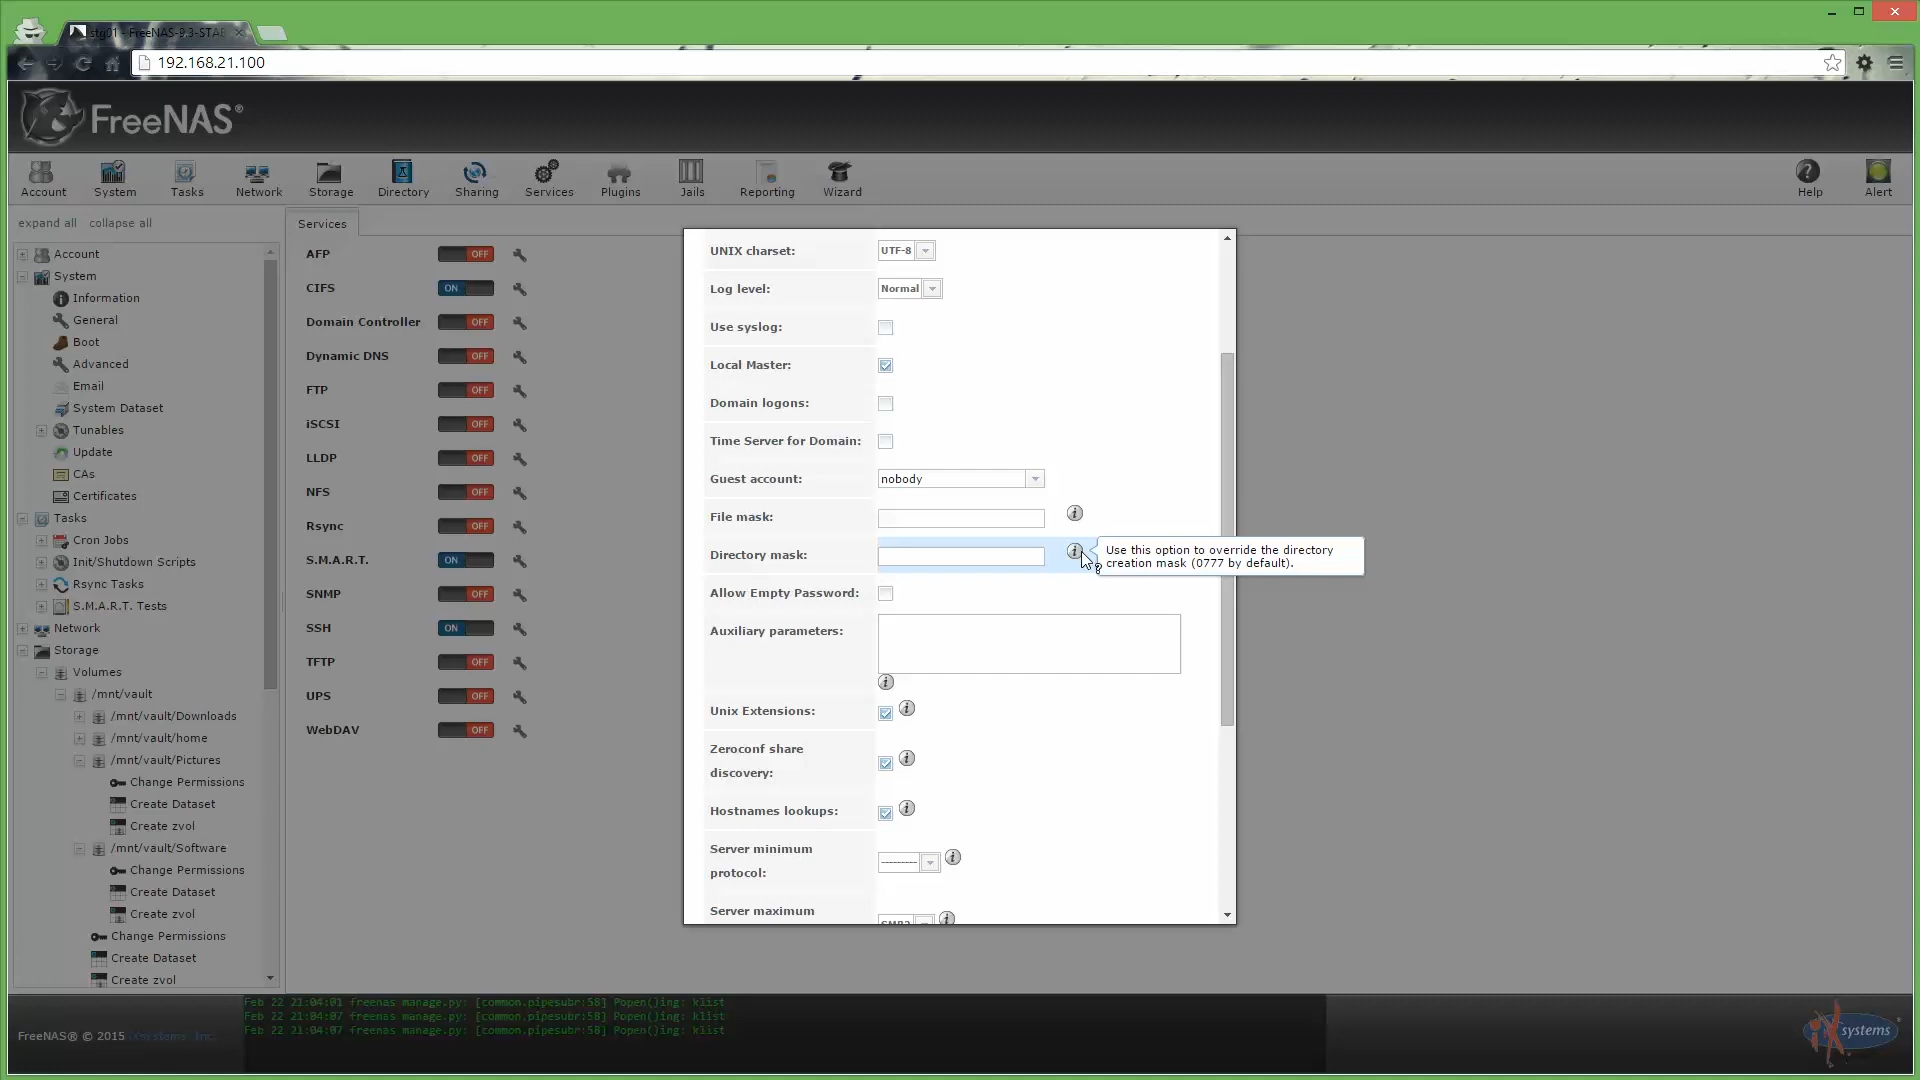 stg01 - FreeNAS-9.3-STAB
192.168.21.100
FreeNAS®
Account
System
Tasks
Network
Storage
Directory
Sharing
Services
Plugins
Jails
Reporting
Wizard
Help
Alert
expand all collapse all
Account
System
Information
General
Boot
Advanced
Email
System Dataset
Tunables
Update
CAs
Certificates
Tasks
Cron Jobs
Init/Shutdown Scripts
Rsync Tasks
S.M.A.R.T. Tests
Network
Storage
Volumes
/mnt/vault
/mnt/vault/Downloads
/mnt/vault/home
/mnt/vault/Pictures
Change Permissions
Create Dataset
Create zvol
/mnt/vault/Software
Change Permissions
Create Dataset
Create zvol
Change Permissions
Create Dataset
Create zvol
Services
AFP OFF
CIFS ON
Domain Controller OFF
Dynamic DNS OFF
FTP OFF
iSCSI OFF
LLDP OFF
NFS OFF
Rsync OFF
S.M.A.R.T. ON
SNMP OFF
SSH ON
TFTP OFF
UPS OFF
WebDAV OFF
UNIX charset: UTF-8
Log level: Normal
Use syslog:
Local Master:
Domain logons:
Time Server for Domain:
Guest account: nobody
File mask:
Directory mask:
Use this option to override the directory
creation mask (0777 by default).
Allow Empty Password:
Auxiliary parameters:
Unix Extensions:
Zeroconf share
discovery:
Hostnames lookups:
Server minimum
protocol:
---------
Server maximum
Feb 22 21:04:01 freenas manage.py: [common.pipesubr:58] Popen()ing: klist
Feb 22 21:04:07 freenas manage.py: [common.pipesubr:58] Popen()ing: klist
Feb 22 21:04:07 freenas manage.py: [common.pipesubr:58] Popen()ing: klist
FreeNAS® © 2015 iXsystems, Inc.
iXsystems